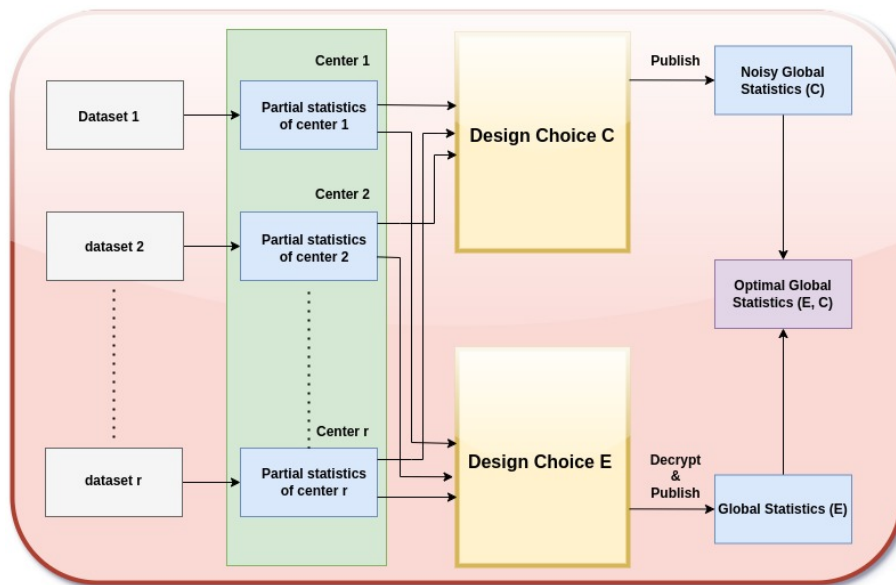 Center 1
Dataset 1
Partial statistics
of center 1
Design Choice C
Publish
Noisy Global
Statistics (C)
Center 2
dataset 2
Partial statistics
of center 2
Optimal Global
Statistics (E, C)
Center r
dataset r
Partial statistics
of center r
Design Choice E
Decrypt
&
Publish
Global Statistics (E)